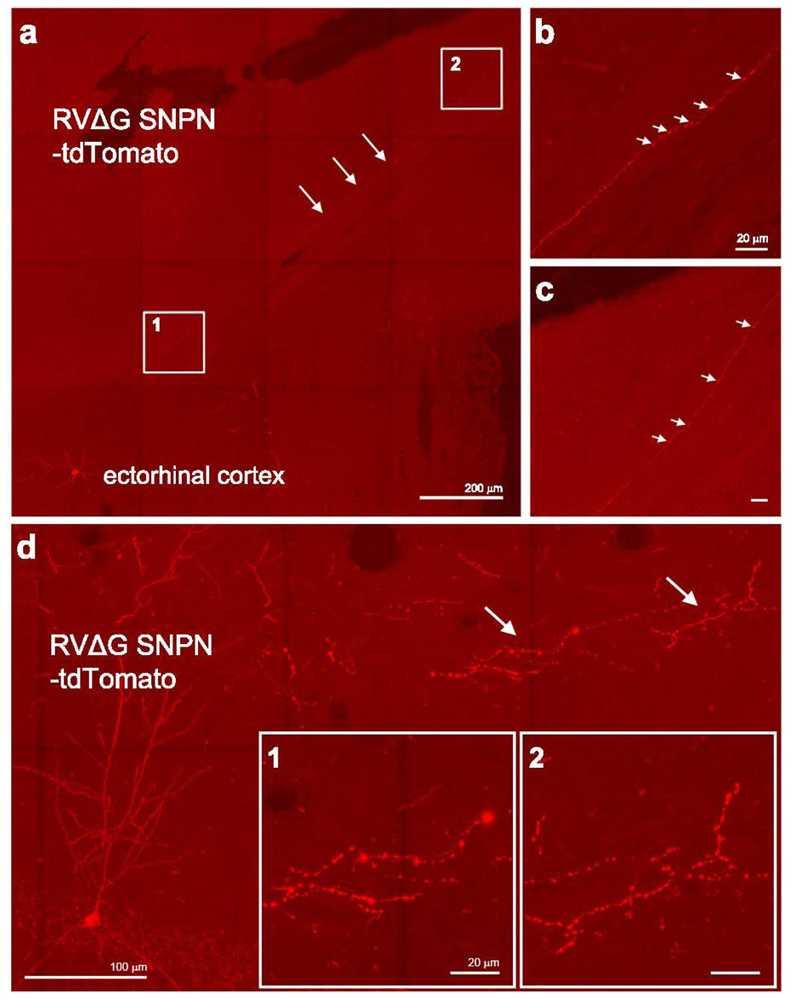 a
2
RVΔG SNPN
-tdTomato
1
ectorhinal cortex
200 μm
b
20 μm
c
d
RVΔG SNPN
-tdTomato
100 μm
1
20 μm
2